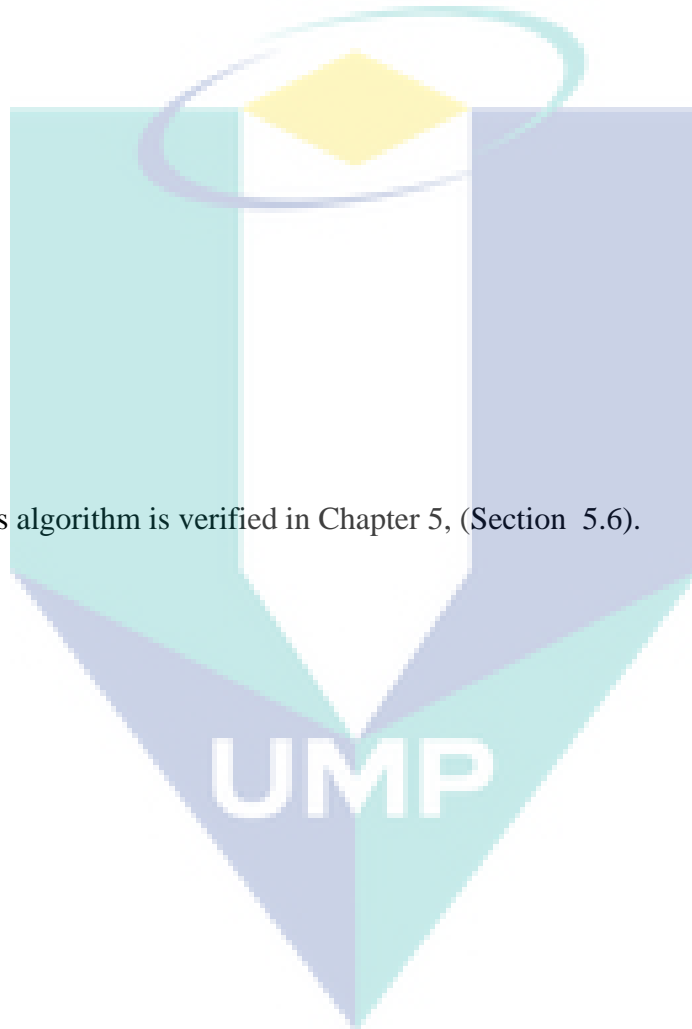 s algorithm is verified in Chapter 5, (Section 5.6).
UMP